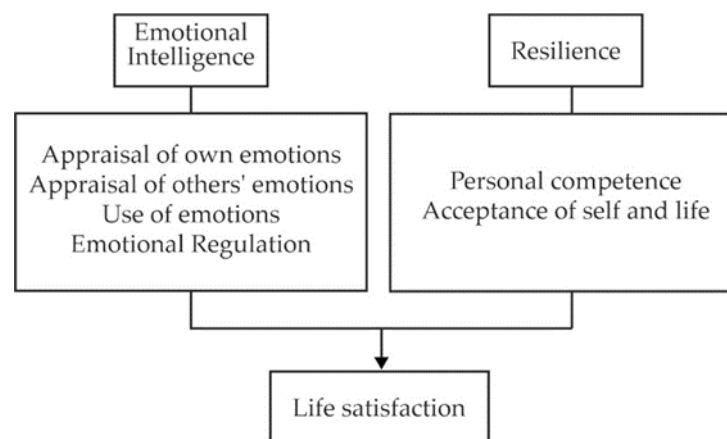 Emotional
Intelligence
Resilience
Appraisal of own emotions
Appraisal of others' emotions
Use of emotions
Emotional Regulation
Personal competence
Acceptance of self and life
Life satisfaction